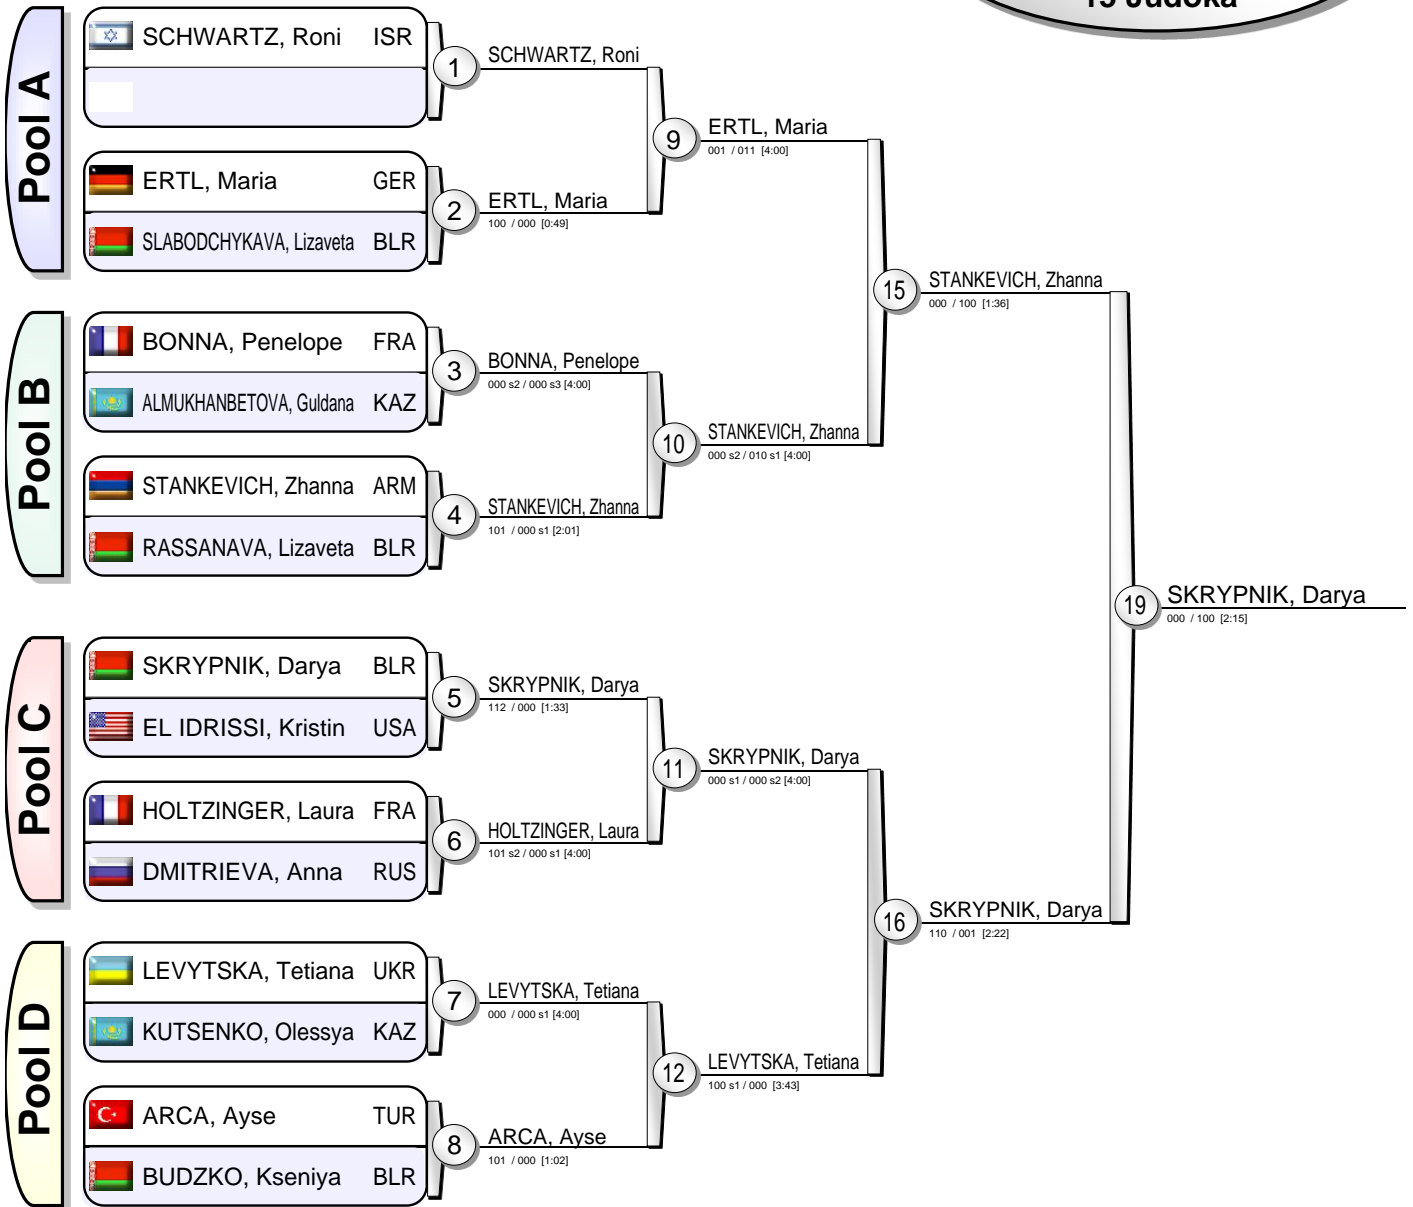 15 Judoka
Pool A
SCHWARTZ, Roni ISR
1
SCHWARTZ, Roni
ERTL, Maria GER
SLABODCHYKAVA, Lizaveta BLR
2
ERTL, Maria
100 / 000 [0:49]
9
ERTL, Maria
001 / 011 [4:00]
Pool B
BONNA, Penelope FRA
ALMUKHANBETOVA, Guldana KAZ
3
BONNA, Penelope
000 s2 / 000 s3 [4:00]
STANKEVICH, Zhanna ARM
RASSANAVA, Lizaveta BLR
4
STANKEVICH, Zhanna
101 / 000 s1 [2:01]
10
STANKEVICH, Zhanna
000 s2 / 010 s1 [4:00]
15
STANKEVICH, Zhanna
000 / 100 [1:36]
Pool C
SKRYPNIK, Darya BLR
EL IDRISSI, Kristin USA
5
SKRYPNIK, Darya
112 / 000 [1:33]
HOLTZINGER, Laura FRA
DMITRIEVA, Anna RUS
6
HOLTZINGER, Laura
101 s2 / 000 s1 [4:00]
11
SKRYPNIK, Darya
000 s1 / 000 s2 [4:00]
Pool D
LEVYTSKA, Tetiana UKR
KUTSENKO, Olessya KAZ
7
LEVYTSKA, Tetiana
000 / 000 s1 [4:00]
ARCA, Ayse TUR
BUDZKO, Kseniya BLR
8
ARCA, Ayse
101 / 000 [1:02]
12
LEVYTSKA, Tetiana
100 s1 / 000 [3:43]
16
SKRYPNIK, Darya
110 / 001 [2:22]
19
SKRYPNIK, Darya
000 / 100 [2:15]